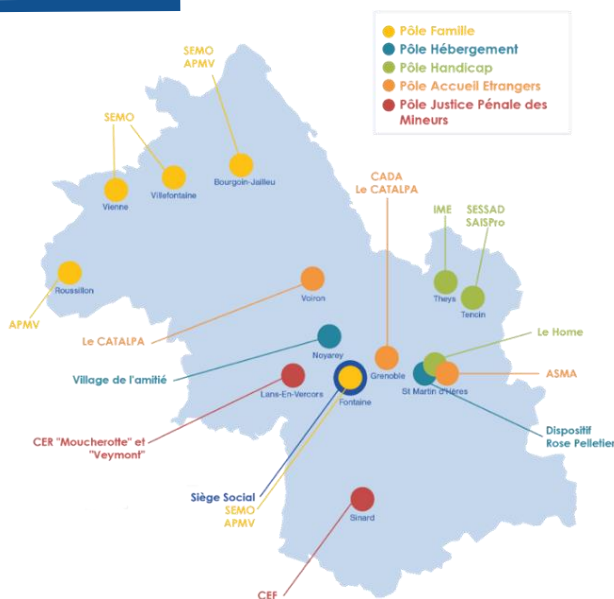 Pôle Famille
Pôle Hébergement
Pôle Handicap
Pôle Accueil Etrangers
Pôle Justice Pénale des
Mineurs
SEMO
APMV
SEMO
Bourgoin-Jailleu
Villefontaine
Vienne
CADA
Le CATALPA
IME
SESSAD
SAISPro
Roussillon
Voiron
Theys
Tencin
APMV
Le CATALPA
Noyarey
Le Home
Village de l'amitié
Grenoble
ASMA
Lans-En-Vercors
Fontaine
St Martin d'Hères
CER "Moucherotte" et
"Veymont"
Dispositif
Rose Pelletier
Siège Social
SEMO
APMV
Sinard
CEF